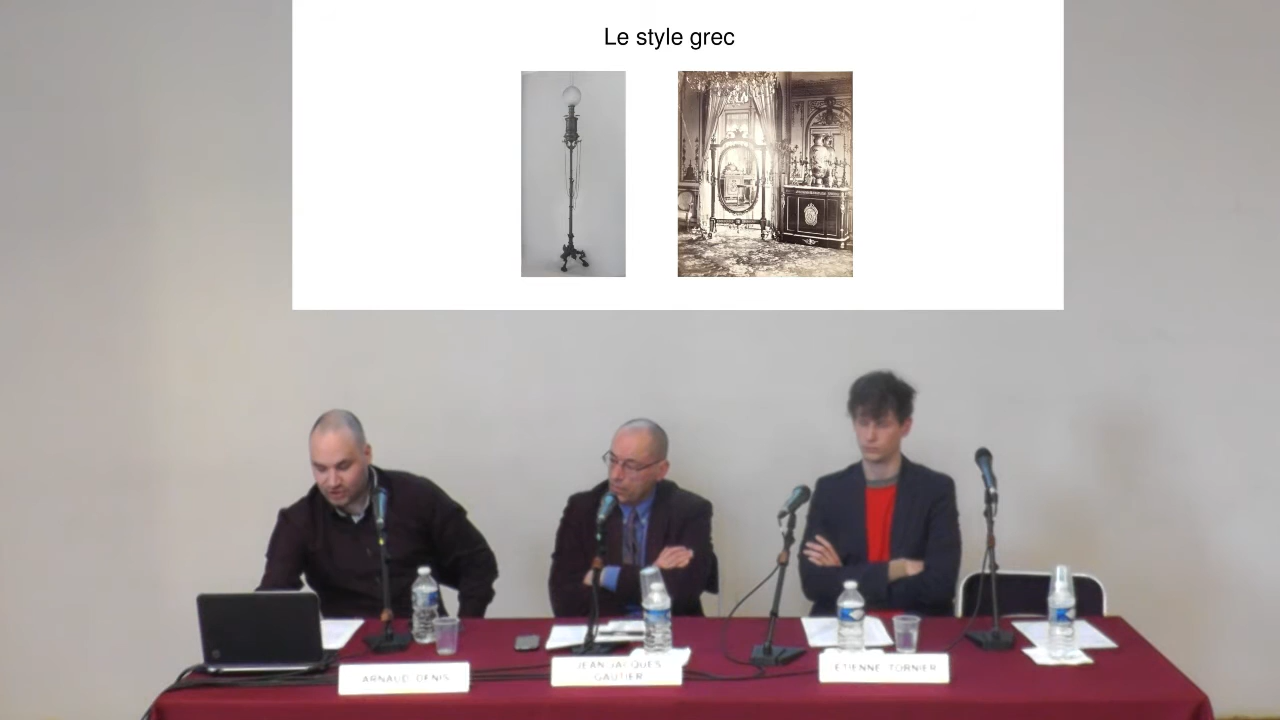 Le style grec
ARNAUD DENIS
JEAN-JACQUES
GAUTIER
ETIENNE TORNIER